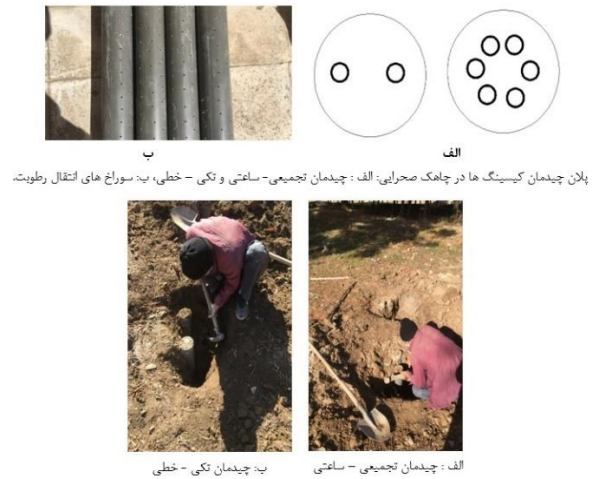 ب
الف
پلان چیدمان کیسینگ ها در چاهک صحرایی: الف : چیدمان تجمیعی- ساعتی و تکی – خطی، ب: سوراخ های انتقال رطوبت.
الف : چیدمان تجمیعی – ساعتی
ب: چیدمان تکی - خطی